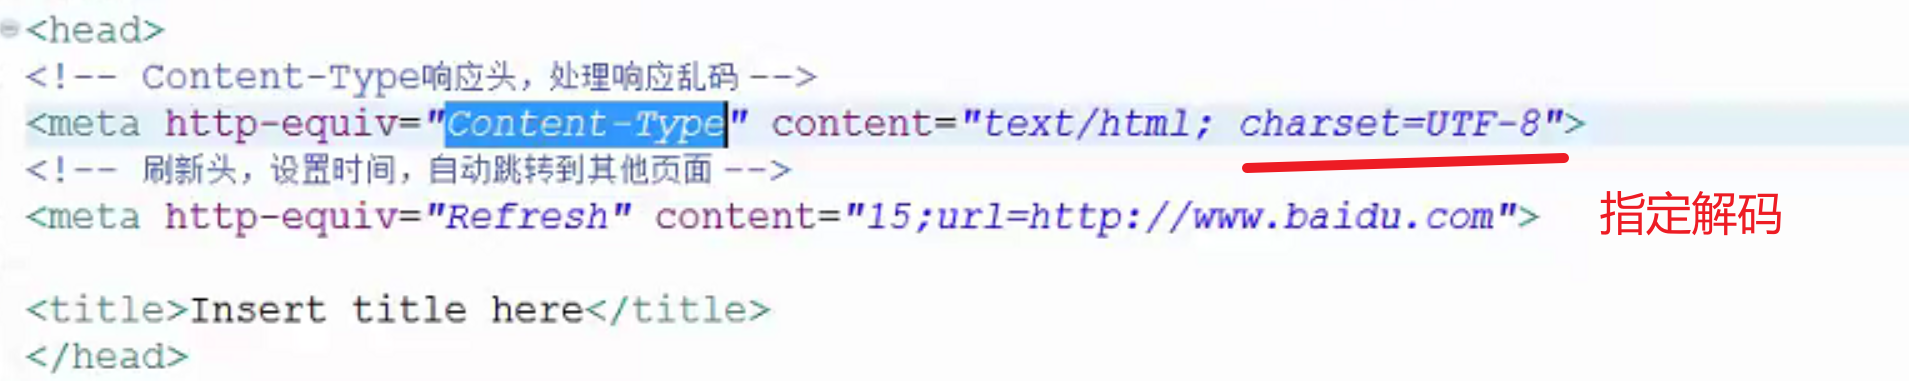 <head>
<!-- Content-Type响应头，处理响应乱码 -->
<meta http-equiv="Content-Type" content="text/html; charset=UTF-8">
<!-- 刷新头，设置时间，自动跳转到其他页面 -->
<meta http-equiv="Refresh" content="15;url=http://www.baidu.com">
指定解码
<title>Insert title here</title>
</head>